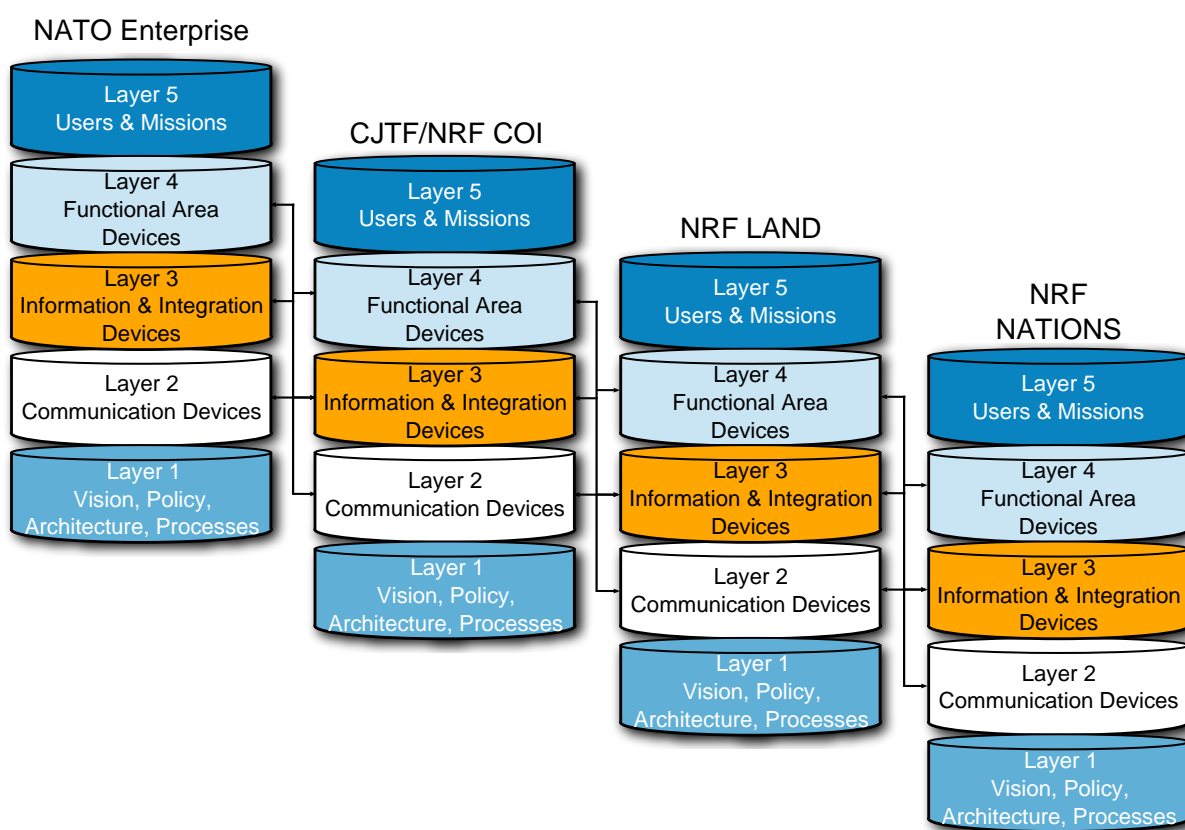 NATO Enterprise
Layer 5
Users & Missions
Layer 4
Functional Area
Devices
Layer 3
Information & Integration
Devices
Layer 2
Communication Devices
Layer 1
Vision, Policy,
Architecture, Processes
CJTF/NRF COI
Layer 5
Users & Missions
Layer 4
Functional Area
Devices
Layer 3
Information & Integration
Devices
Layer 2
Communication Devices
Layer 1
Vision, Policy,
Architecture, Processes
NRF LAND
Layer 5
Users & Missions
Layer 4
Functional Area
Devices
Layer 3
Information & Integration
Devices
Layer 2
Communication Devices
Layer 1
Vision, Policy,
Architecture, Processes
NRF
NATIONS
Layer 5
Users & Missions
Layer 4
Functional Area
Devices
Layer 3
Information & Integration
Devices
Layer 2
Communication Devices
Layer 1
Vision, Policy,
Architecture, Processes